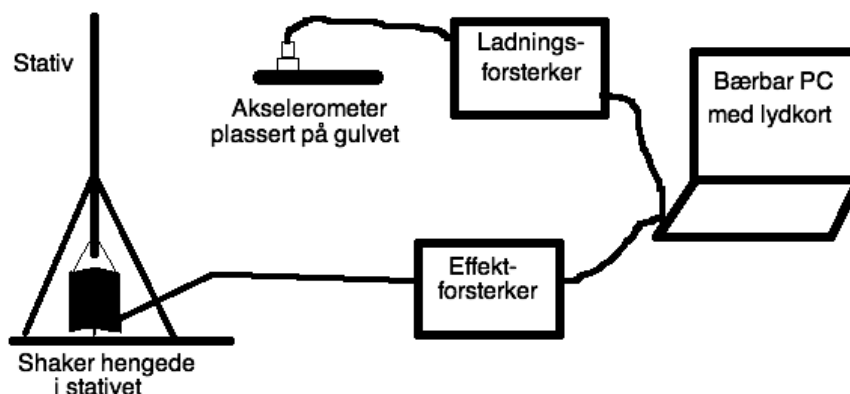 Stativ
Akselerometer
plassert på gulvet
Ladnings-
forsterker
Bærbar PC
med lydkort
Effekt-
forsterker
Shaker hengede
i stativet